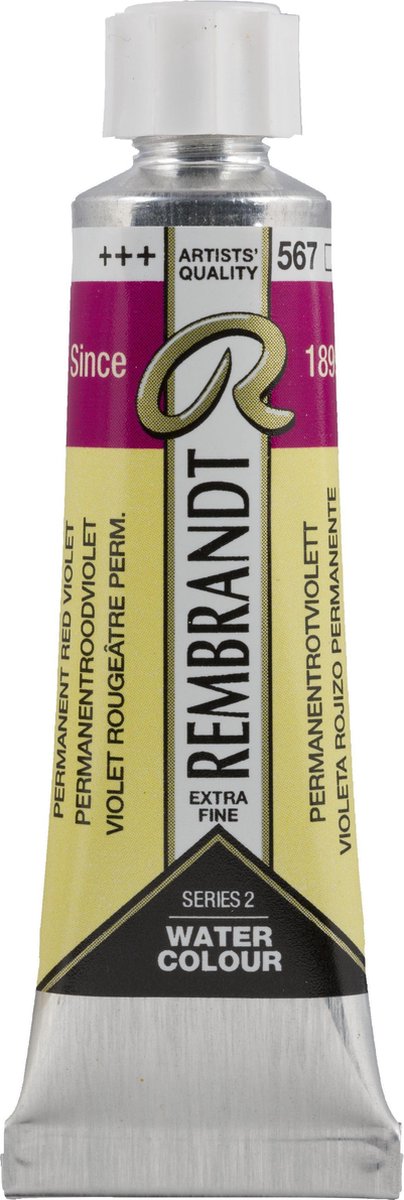 +++
ARTISTS'
QUALITY
567
Since
189
R
REMBRANDT
PERMANENT RED VIOLET
PERMANENTROODVIOLET
VIOLET ROUGEÂTRE PERM.
PERMANENTROTVIOLETT
VIOLETA ROJIZO PERMANENTE
EXTRA
FINE
SERIES 2
WATER
COLOUR